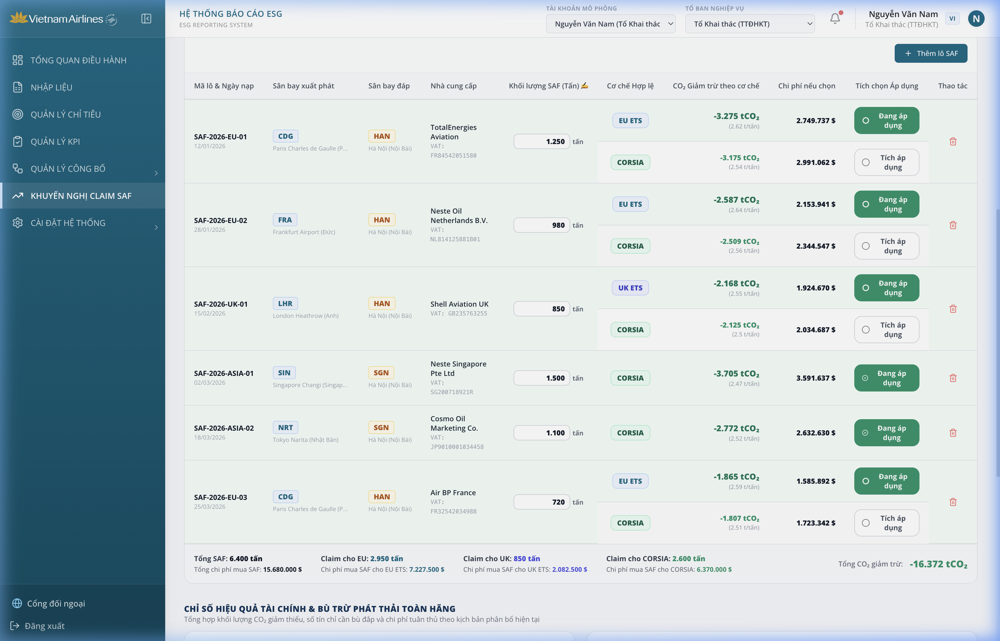 Vietnam Airlines
SKYTEAM
HỆ THỐNG BÁO CÁO ESG
ESG REPORTING SYSTEM
TÀI KHOẢN MÔ PHỎNG
Nguyễn Văn Nam (Tổ Khai thác
TỔ BAN NGHIỆP VỤ
Tổ Khai thác (TTĐHKT)
Nguyễn Văn Nam
Tổ Khai thác (TTĐHKT)
VI
N
TỔNG QUAN ĐIỀU HÀNH
NHẬP LIỆU
QUẢN LÝ CHỈ TIÊU
QUẢN LÝ KPI
QUẢN LÝ CÔNG BỐ
KHUYẾN NGHỊ CLAIM SAF
CÀI ĐẶT HỆ THỐNG
Cổng đối ngoại
Đăng xuất
+ Thêm lô SAF
Mã lô & Ngày nạp Sân bay xuất phát Sân bay đáp Nhà cung cấp Khối lượng SAF (Tấn) ✍ Cơ chế Hợp lệ CO₂ Giảm trừ theo cơ chế Chi phí nếu chọn Tích chọn Áp dụng Thao tác
SAF-2026-EU-01
12/01/2026
CDG
Paris Charles de Gaulle (P...
HAN
Hà Nội (Nội Bài)
TotalEnergies
Aviation
VAT:
FR84542051580
1.250 tấn
EU ETS
-3.275 tCO₂
(2.62 t/tấn)
2.749.737 $
Đang áp
dụng
CORSIA
-3.175 tCO₂
(2.54 t/tấn)
2.991.062 $
Tích áp
dụng
SAF-2026-EU-02
28/01/2026
FRA
Frankfurt Airport (Đức)
HAN
Hà Nội (Nội Bài)
Neste Oil
Netherlands B.V.
VAT:
NL814125881B01
980 tấn
EU ETS
-2.587 tCO₂
(2.64 t/tấn)
2.153.941 $
Đang áp
dụng
CORSIA
-2.509 tCO₂
(2.56 t/tấn)
2.344.547 $
Tích áp
dụng
SAF-2026-UK-01
15/02/2026
LHR
London Heathrow (Anh)
HAN
Hà Nội (Nội Bài)
Shell Aviation UK
VAT: GB235763255
850 tấn
UK ETS
-2.168 tCO₂
(2.55 t/tấn)
1.924.670 $
Đang áp
dụng
CORSIA
-2.125 tCO₂
(2.5 t/tấn)
2.034.687 $
Tích áp
dụng
SAF-2026-ASIA-01
02/03/2026
SIN
Singapore Changi (Singap...
SGN
Hà Nội (Nội Bài)
Neste Singapore
Pte Ltd
VAT:
SG200718921R
1.500 tấn
CORSIA
-3.705 tCO₂
(2.47 t/tấn)
3.591.637 $
Đang áp
dụng
SAF-2026-ASIA-02
18/03/2026
NRT
Tokyo Narita (Nhật Bản)
SGN
Hà Nội (Nội Bài)
Cosmo Oil
Marketing Co.
VAT:
JP9010001034458
1.100 tấn
CORSIA
-2.772 tCO₂
(2.52 t/tấn)
2.632.630 $
Đang áp
dụng
SAF-2026-EU-03
25/03/2026
CDG
Paris Charles de Gaulle (P...
HAN
Hà Nội (Nội Bài)
Air BP France
VAT:
FR32542034988
720 tấn
EU ETS
-1.865 tCO₂
(2.59 t/tấn)
1.585.892 $
Đang áp
dụng
CORSIA
-1.807 tCO₂
(2.51 t/tấn)
1.723.342 $
Tích áp
dụng
Tổng SAF: 6.400 tấn
Tổng chi phí mua SAF: 15.680.000 $
Claim cho EU: 2.950 tấn
Chi phí mua SAF cho EU ETS: 7.227.500 $
Claim cho UK: 850 tấn
Chi phí mua SAF cho UK ETS: 2.082.500 $
Claim cho CORSIA: 2.600 tấn
Chi phí mua SAF cho CORSIA: 6.370.000 $
Tổng CO₂ giảm trừ: -16.372 tCO₂
CHỈ SỐ HIỆU QUẢ TÀI CHÍNH & BÙ TRỪ PHÁT THẢI TOÀN HÃNG
Tổng hợp khối lượng CO₂ giảm thiểu, số tín chỉ cần bù đắp và chi phí tuân thủ theo kịch bản phân bổ hiện tại